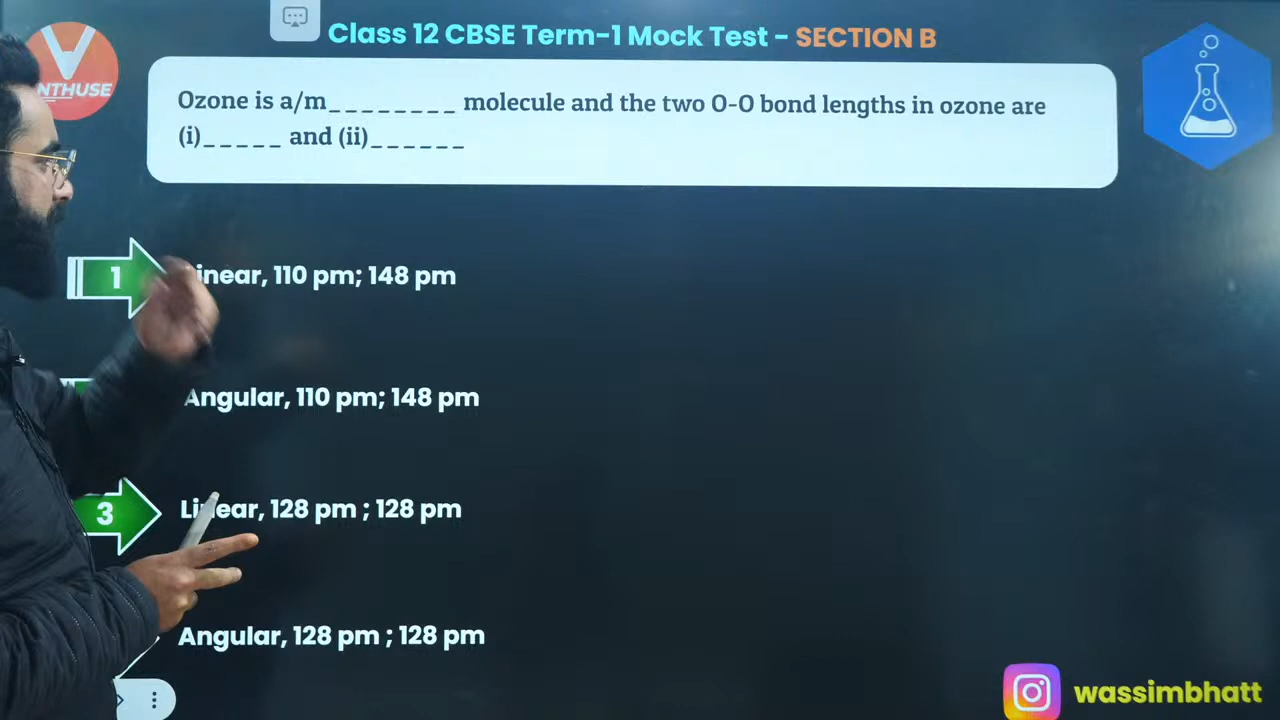 Class 12 CBSE Term-1 Mock Test - SECTION B
NTHUSE
Ozone is a/m________ molecule and the two O-O bond lengths in ozone are
(i)_____ and (ii)______
1
Linear, 110 pm; 148 pm
Angular, 110 pm; 148 pm
3
Linear, 128 pm ; 128 pm
Angular, 128 pm ; 128 pm
wassimbhatt